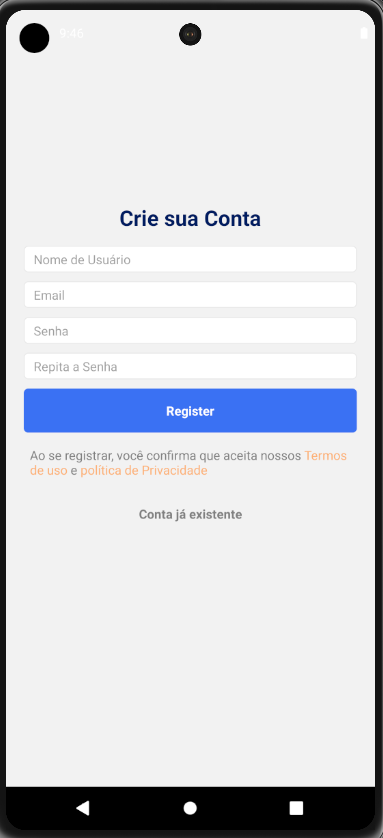 9:46
Crie sua Conta
Nome de Usuário
Email
Senha
Repita a Senha
Register
Ao se registrar, você confirma que aceita nossos Termos
de uso e política de Privacidade
Conta já existente